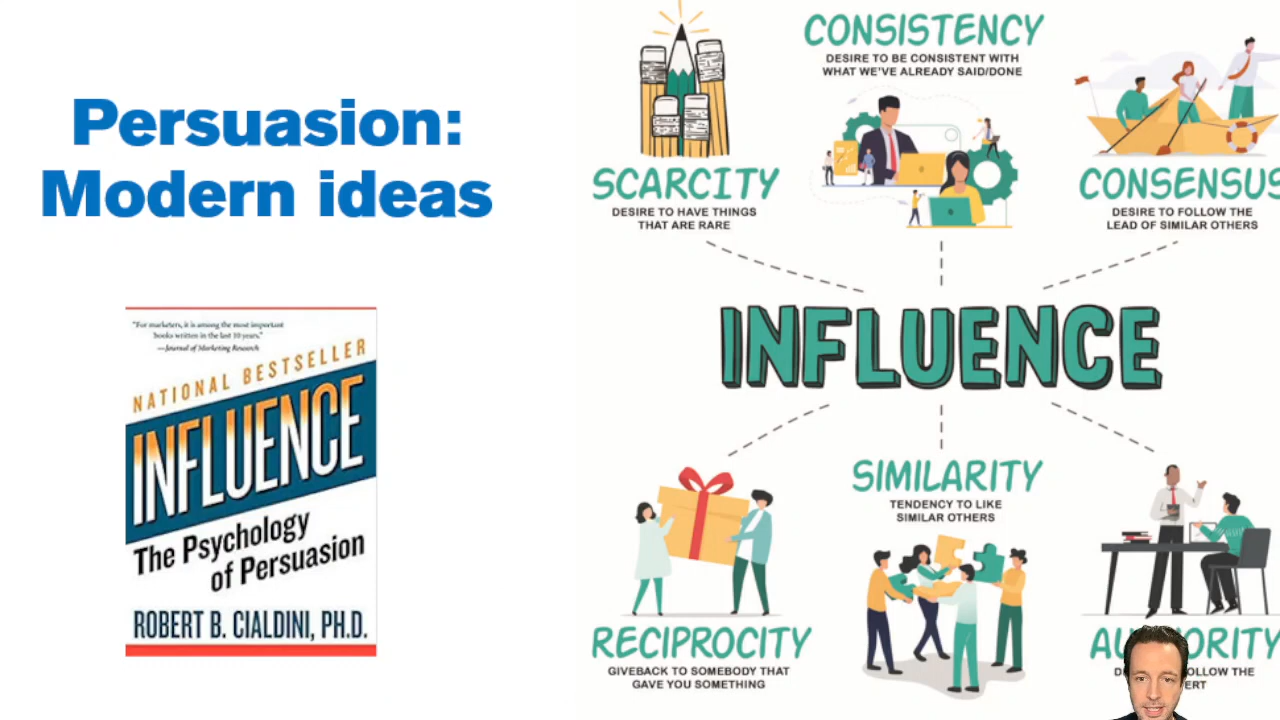 Persuasion:
Modern ideas
"For marketers, it is among the most important
books written in the last 10 years."
—Journal of Marketing Research
NATIONAL BESTSELLER
INFLUENCE
The Psychology
of Persuasion
ROBERT B. CIALDINI, PH.D.
CONSISTENCY
DESIRE TO BE CONSISTENT WITH
WHAT WE'VE ALREADY SAID/DONE
SCARCITY
DESIRE TO HAVE THINGS
THAT ARE RARE
CONSENSUS
DESIRE TO FOLLOW THE
LEAD OF SIMILAR OTHERS
INFLUENCE
SIMILARITY
TENDENCY TO LIKE
SIMILAR OTHERS
RECIPROCITY
GIVEBACK TO SOMEBODY THAT
GAVE YOU SOMETHING
THE